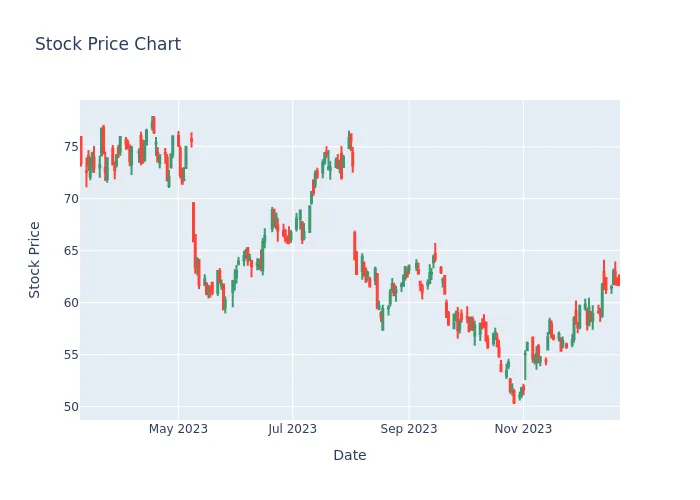 Stock Price Chart
Stock Price
75
70
65
60
55
50
May 2023
Jul 2023
Sep 2023
Nov 2023
Date